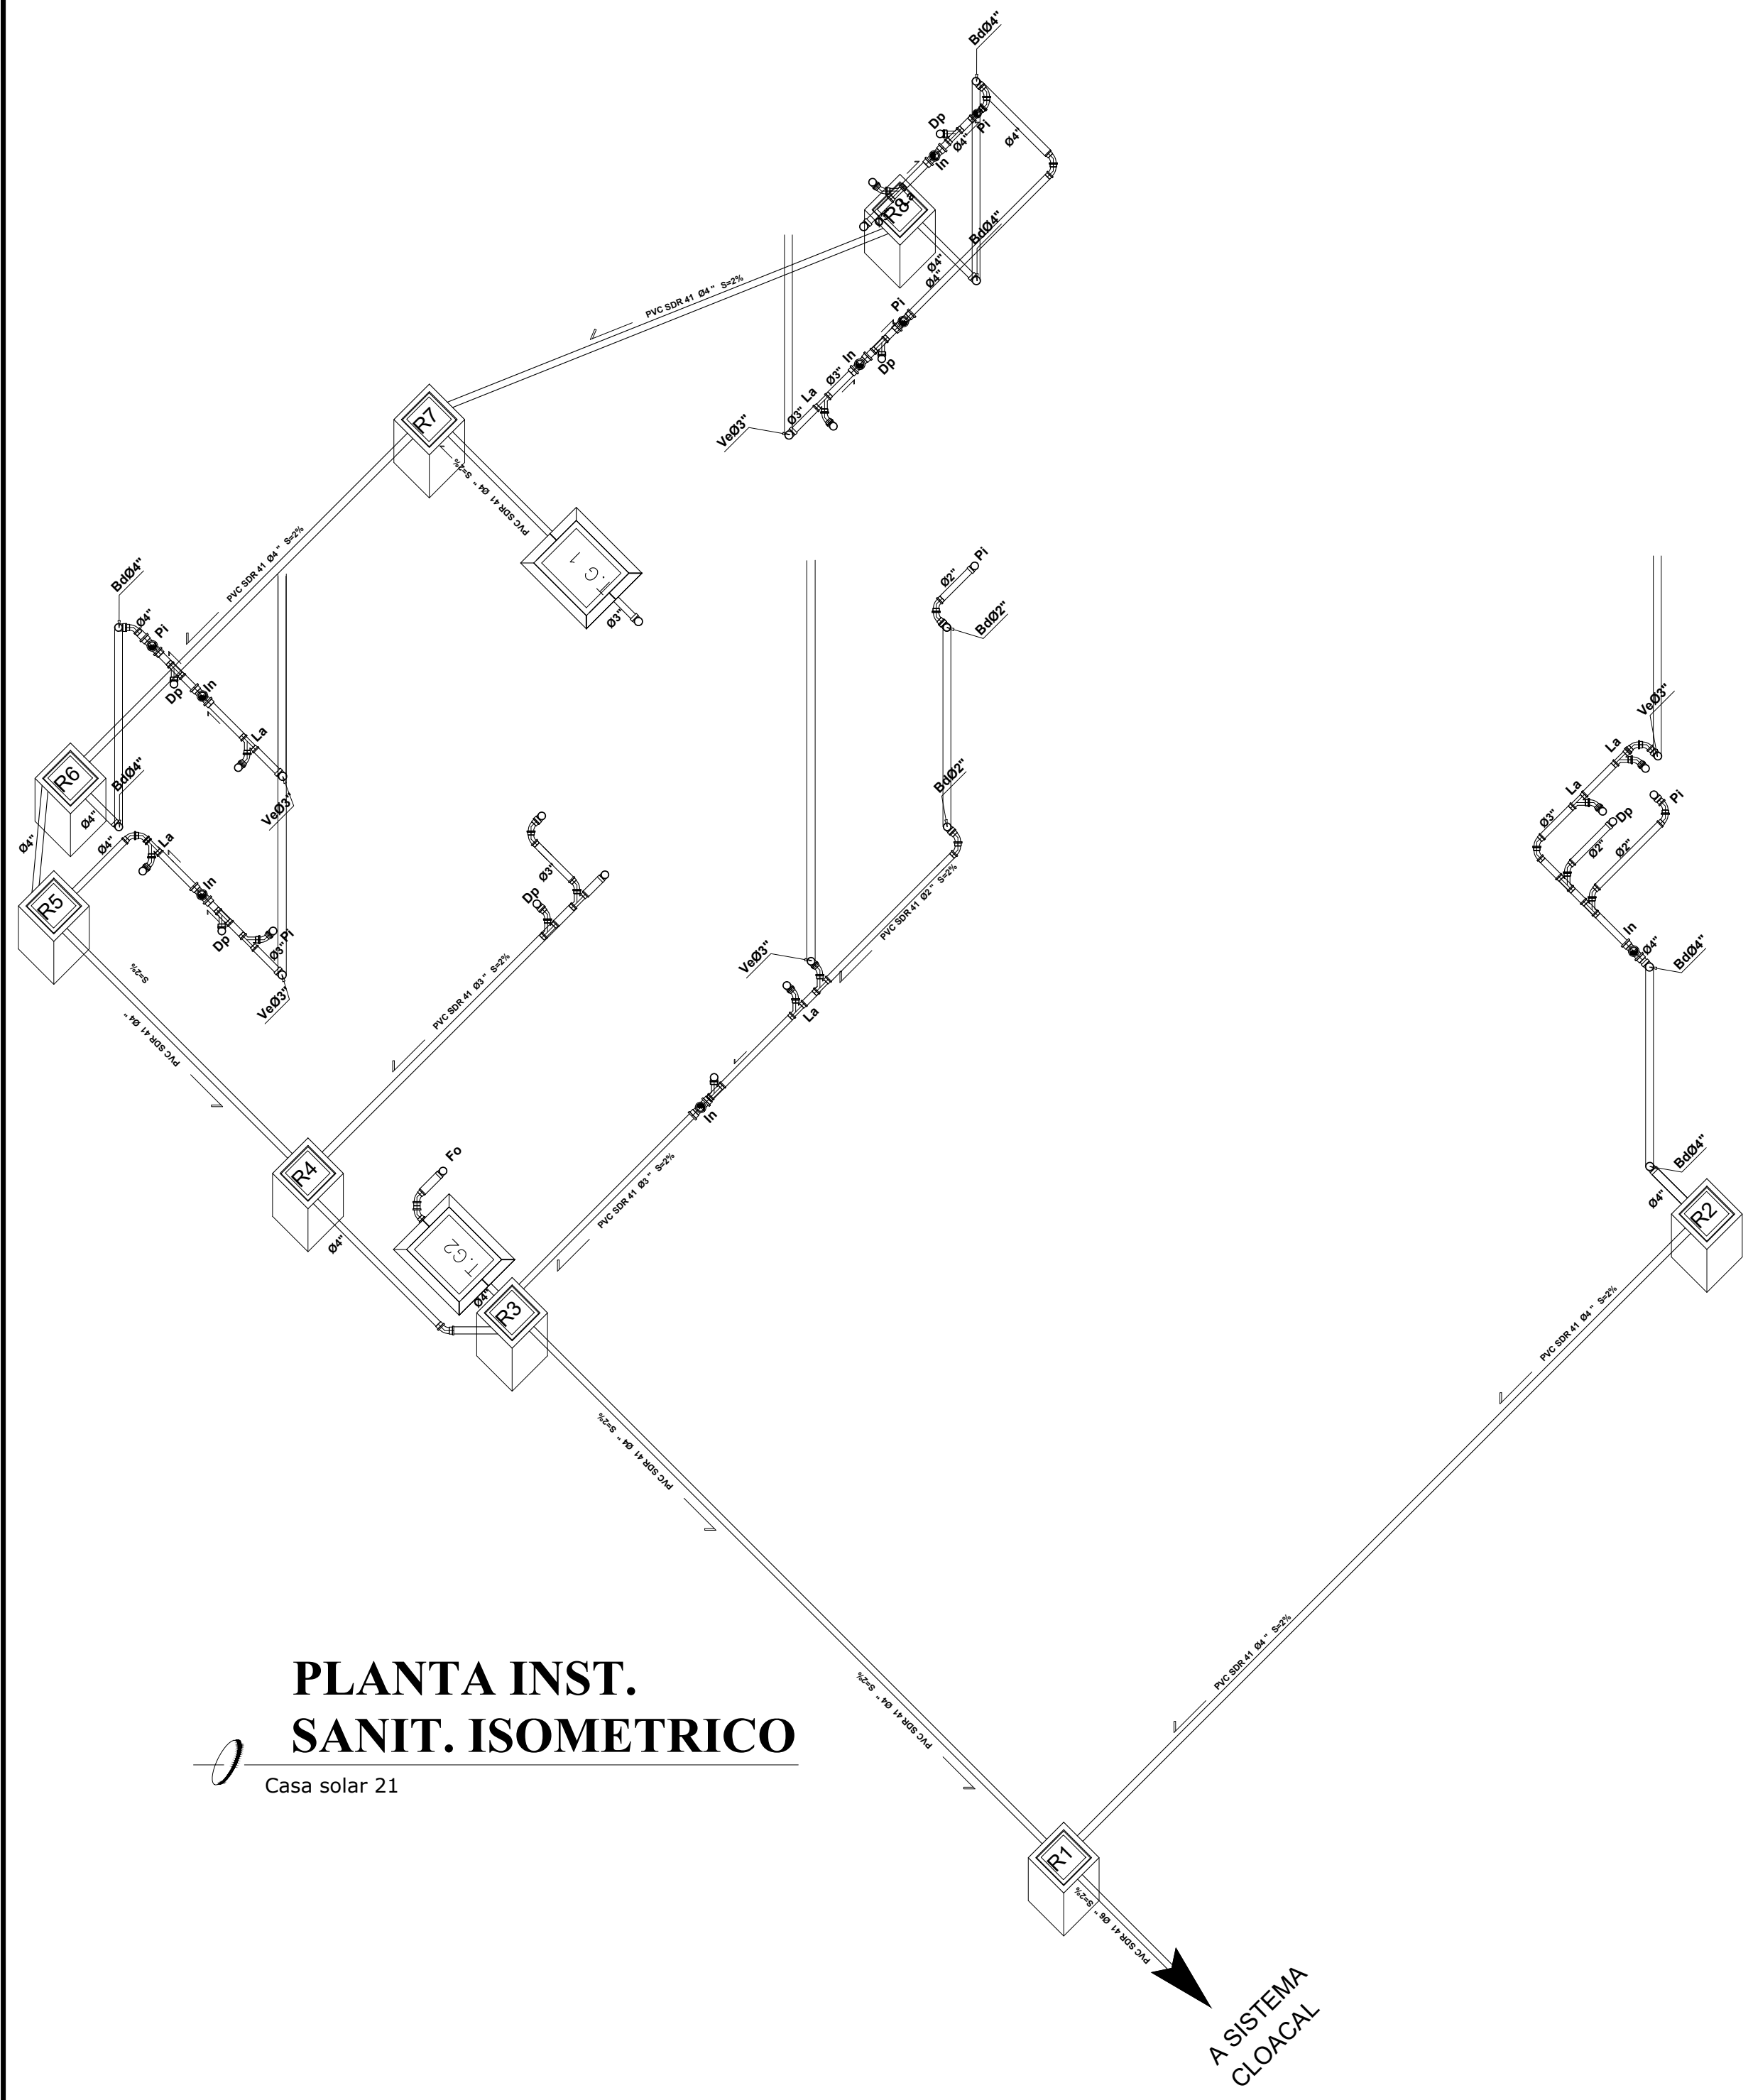 BdØ4"
Dp
Pi
Ø4"
Ø4"
In
La
R8
Ø3"
BdØ4"
Ø4"
Ø4"
PVC SDR 41 Ø4 " S=2%
Pi
In
Dp
Ø3"
La
Ø3"
VeØ3"
R7
PVC SDR 41 Ø4 " S=2%
T.G 1
Ø3"
PVC SDR 41 Ø4 " S=2%
BdØ4"
Ø4"
Pi
Dp
In
La
VeØ3"
R6
BdØ4"
Ø4"
Ø4"
Ø4"
La
R5
In
Dp
Ø3"
Pi
VeØ3"
S=2%
PVC SDR 41 Ø4"
Ø3"
Dp
PVC SDR 41 Ø3 " S=2%
Pi
Ø2"
BdØ2"
BdØ2"
PVC SDR 41 Ø2 " S=2%
VeØ3"
La
In
PVC SDR 41 Ø3 " S=2%
R4
Ø4"
Fo
T.G2
Ø4"
R3
VeØ3"
La
La
Pi
Dp
Ø3"
Ø2"
Ø2"
In
Ø4"
BdØ4"
BdØ4"
Ø4"
R2
PVC SDR 41 Ø4 " S=2%
PVC SDR 41 Ø4 " S=2%
PVC SDR 41 Ø4 " S=2%
PVC SDR 41 Ø4 " S=2%
R1
PVC SDR 41 Ø6 " S=2%
A SISTEMA
CLOACAL
PLANTA INST.
SANIT. ISOMETRICO
Casa solar 21